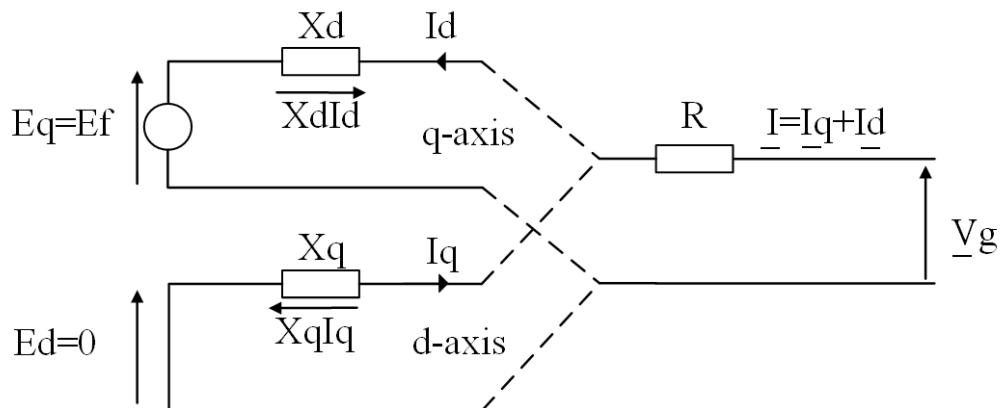 Xd
Id
Eq=Ef
XdId
q-axis
R
I=Iq+Id
Vg
Xq
Iq
XqIq
d-axis
Ed=0